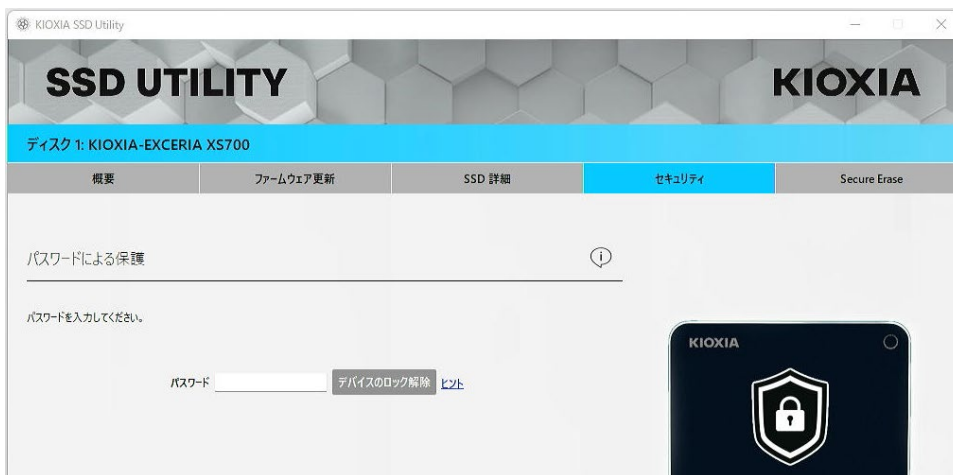 KIOXIA SSD Utility
SSD UTILITY
KIOXIA
ディスク 1: KIOXIA-EXCERIA XS700
概要
ファームウェア更新
SSD 詳細
セキュリティ
Secure Erase
パスワードによる保護
パスワードを入力してください。
KIOXIA
パスワード
デバイスのロック解除
ヒント